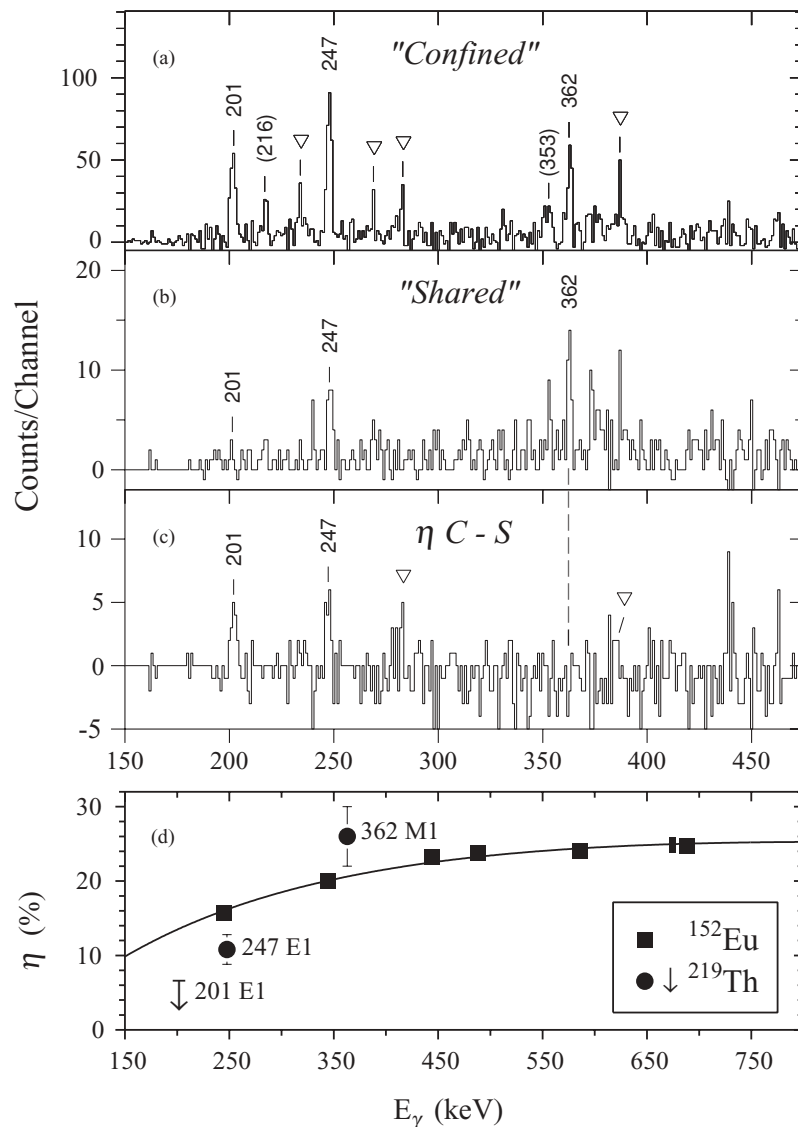 (a)
"Confined"
201
(216)
247
(353)
362
100
50
0
(b)
"Shared"
201
247
362
20
10
0
Counts/Channel
(c)
η C - S
201
247
10
5
0
-5
150 200 250 300 350 400 450
(d)
362 M1
247 E1
201 E1
30
20
10
0
η (%)
152Eu
↓ 219Th
150 250 350 450 550 650 750
Eγ (keV)